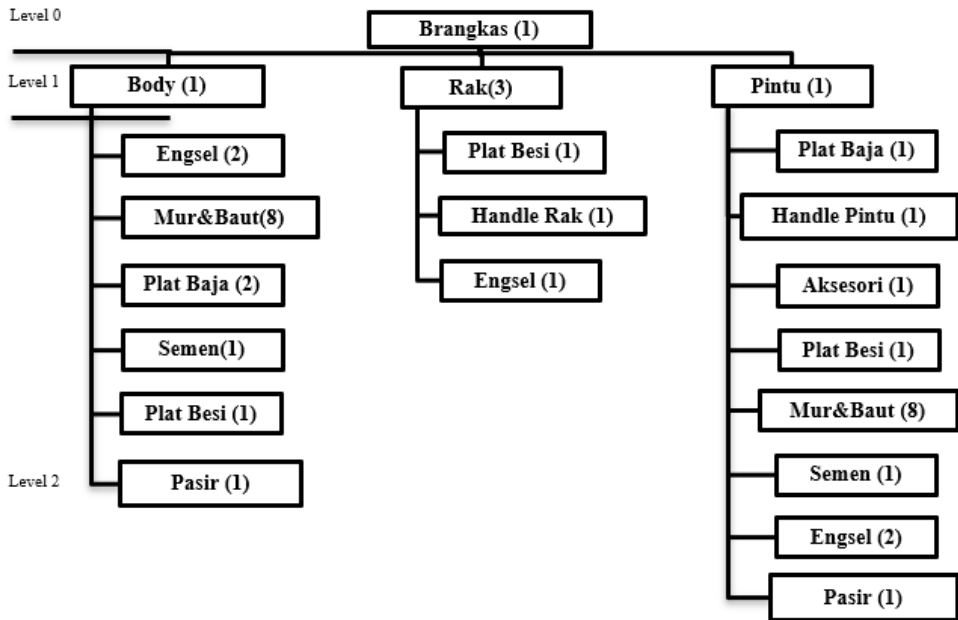 Level 0
Brangkas (1)
Level 1
Body (1)
Rak(3)
Pintu (1)
Engsel (2)
Mur&Baut(8)
Plat Baja (2)
Semen(1)
Plat Besi (1)
Level 2
Pasir (1)
Plat Besi (1)
Handle Rak (1)
Engsel (1)
Plat Baja (1)
Handle Pintu (1)
Aksesori (1)
Plat Besi (1)
Mur&Baut (8)
Semen (1)
Engsel (2)
Pasir (1)